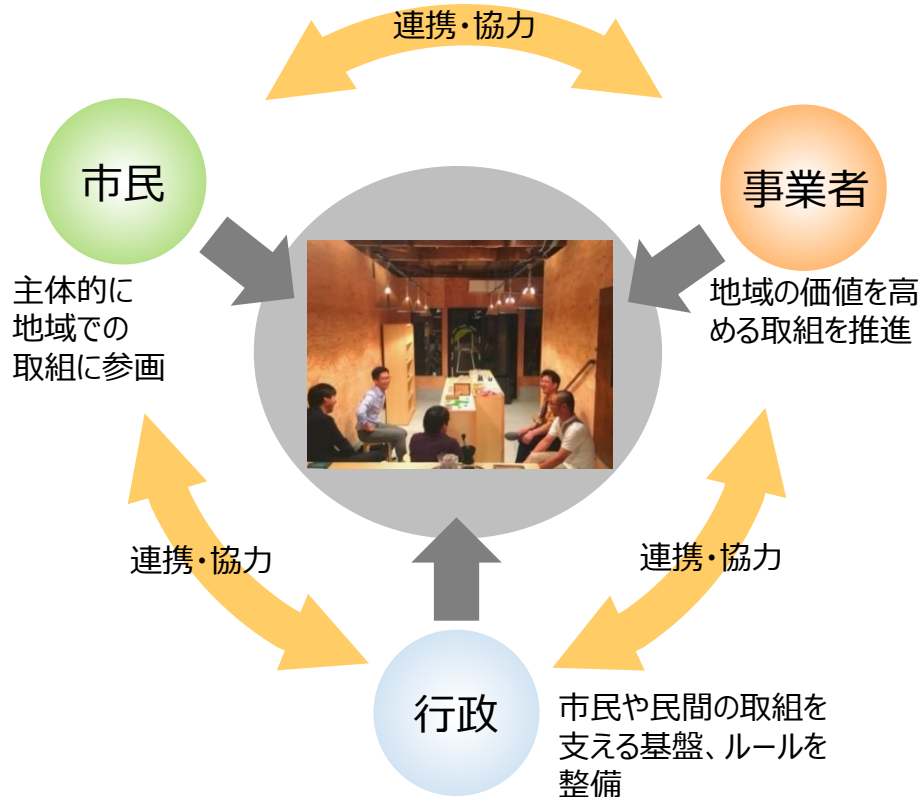 連携・協力
市民
事業者
主体的に
地域での
取組に参画
地域の価値を高
める取組を推進
連携・協力
連携・協力
行政
市民や民間の取組を
支える基盤、ルールを
整備